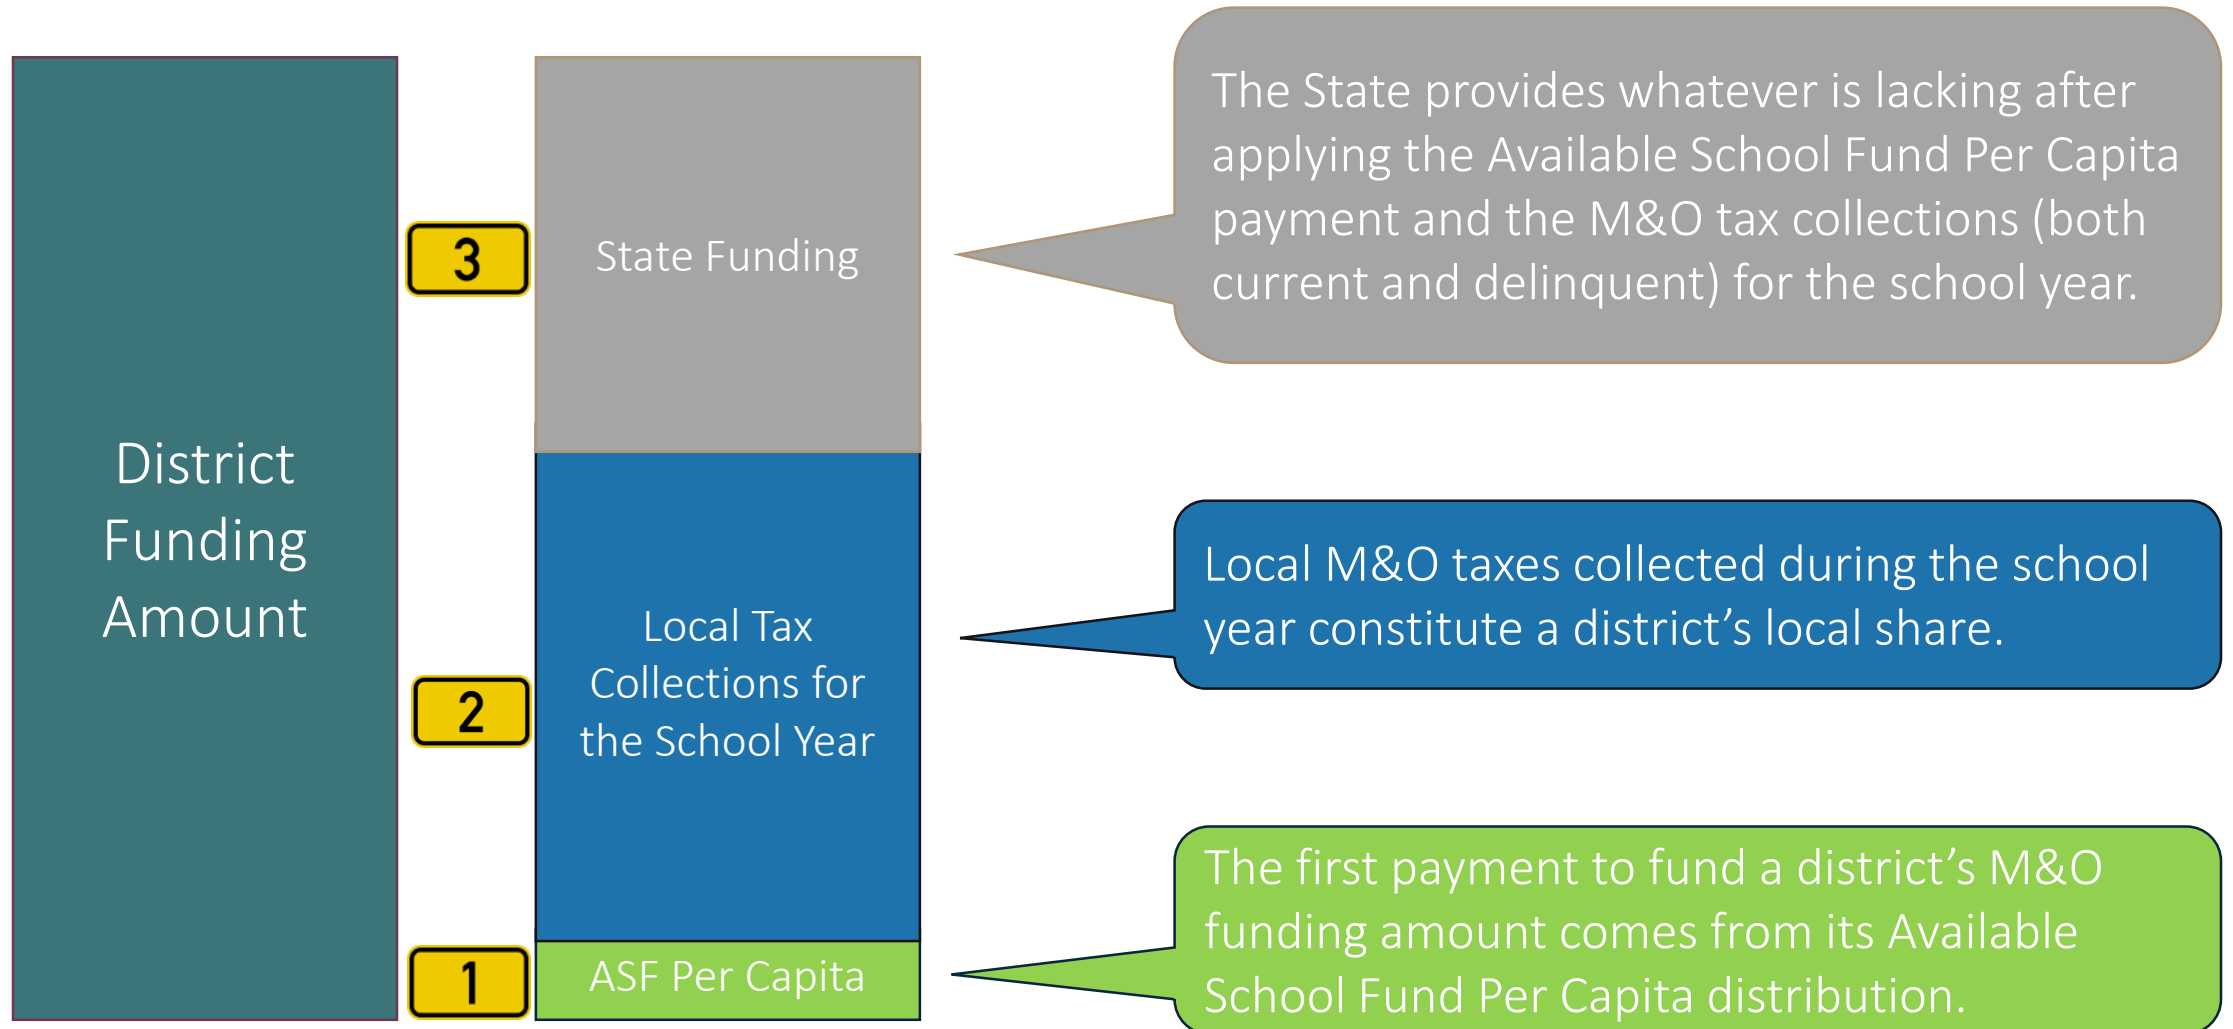 District
Funding
Amount
3
State Funding
The State provides whatever is lacking after
applying the Available School Fund Per Capita
payment and the M&O tax collections (both
current and delinquent) for the school year.
2
Local Tax
Collections for
the School Year
Local M&O taxes collected during the school
year constitute a district’s local share.
1
ASF Per Capita
The first payment to fund a district’s M&O
funding amount comes from its Available
School Fund Per Capita distribution.